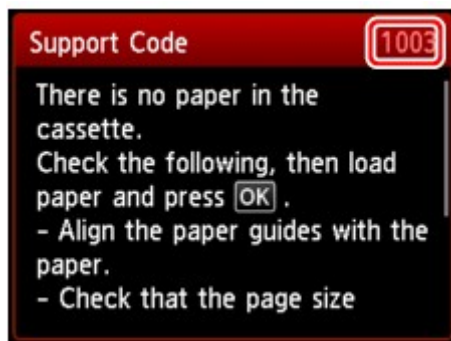 Support Code 1003
There is no paper in the
cassette.
Check the following, then load
paper and press OK .
- Align the paper guides with the
paper.
- Check that the page size